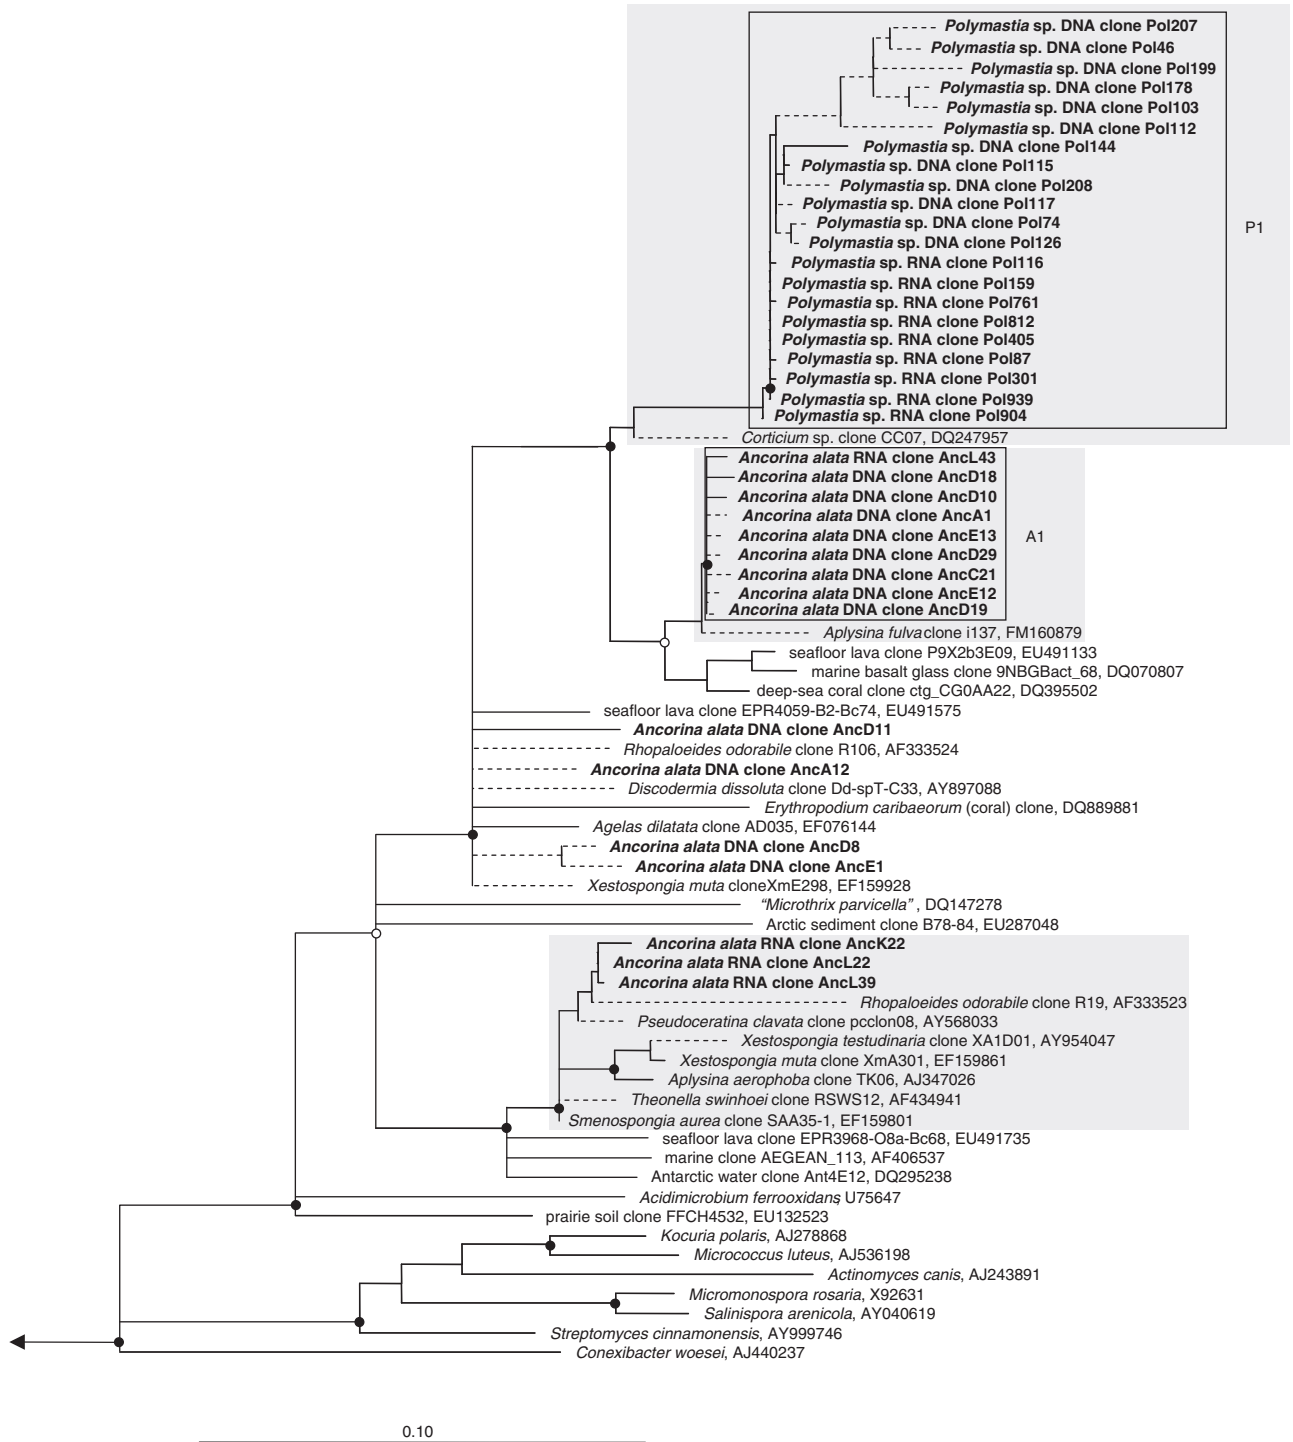 Polymastia sp. DNA clone Pol207
Polymastia sp. DNA clone Pol46
Polymastia sp. DNA clone Pol199
Polymastia sp. DNA clone Pol178
Polymastia sp. DNA clone Pol103
Polymastia sp. DNA clone Pol112
Polymastia sp. DNA clone Pol144
Polymastia sp. DNA clone Pol115
Polymastia sp. DNA clone Pol208
Polymastia sp. DNA clone Pol117
Polymastia sp. DNA clone Pol74
P1
Polymastia sp. DNA clone Pol126
Polymastia sp. RNA clone Pol116
Polymastia sp. RNA clone Pol159
Polymastia sp. RNA clone Pol761
Polymastia sp. RNA clone Pol812
Polymastia sp. RNA clone Pol405
Polymastia sp. RNA clone Pol87
Polymastia sp. RNA clone Pol301
Polymastia sp. RNA clone Pol939
Polymastia sp. RNA clone Pol904
Corticium sp. clone CC07, DQ247957
Ancorina alata RNA clone AncL43
Ancorina alata DNA clone AncD18
Ancorina alata DNA clone AncD10
Ancorina alata DNA clone AncA1
Ancorina alata DNA clone AncE13
A1
Ancorina alata DNA clone AncD29
Ancorina alata DNA clone AncC21
Ancorina alata DNA clone AncE12
Ancorina alata DNA clone AncD19
Aplysina fulva clone i137, FM160879
seafloor lava clone P9X2b3E09, EU491133
marine basalt glass clone 9NBGBact_68, DQ070807
deep-sea coral clone ctg_CG0AA22, DQ395502
seafloor lava clone EPR4059-B2-Bc74, EU491575
Ancorina alata DNA clone AncD11
Rhopaloeides odorabile clone R106, AF333524
Ancorina alata DNA clone AncA12
Discodermia dissoluta clone Dd-spT-C33, AY897088
Erythropodium caribaeorum (coral) clone, DQ889881
Agelas dilatata clone AD035, EF076144
Ancorina alata DNA clone AncD8
Ancorina alata DNA clone AncE1
Xestospongia muta cloneXmE298, EF159928
“Microthrix parvicella” , DQ147278
Arctic sediment clone B78-84, EU287048
Ancorina alata RNA clone AncK22
Ancorina alata RNA clone AncL22
Ancorina alata RNA clone AncL39
Rhopaloeides odorabile clone R19, AF333523
Pseudoceratina clavata clone pcclon08, AY568033
Xestospongia testudinaria clone XA1D01, AY954047
Xestospongia muta clone XmA301, EF159861
Aplysina aerophoba clone TK06, AJ347026
Theonella swinhoei clone RSWS12, AF434941
Smenospongia aurea clone SAA35-1, EF159801
seafloor lava clone EPR3968-O8a-Bc68, EU491735
marine clone AEGEAN_113, AF406537
Antarctic water clone Ant4E12, DQ295238
Acidimicrobium ferrooxidans, U75647
prairie soil clone FFCH4532, EU132523
Kocuria polaris, AJ278868
Micrococcus luteus, AJ536198
Actinomyces canis, AJ243891
Micromonospora rosaria, X92631
Salinispora arenicola, AY040619
Streptomyces cinnamonensis, AY999746
Conexibacter woesei, AJ440237
0.10